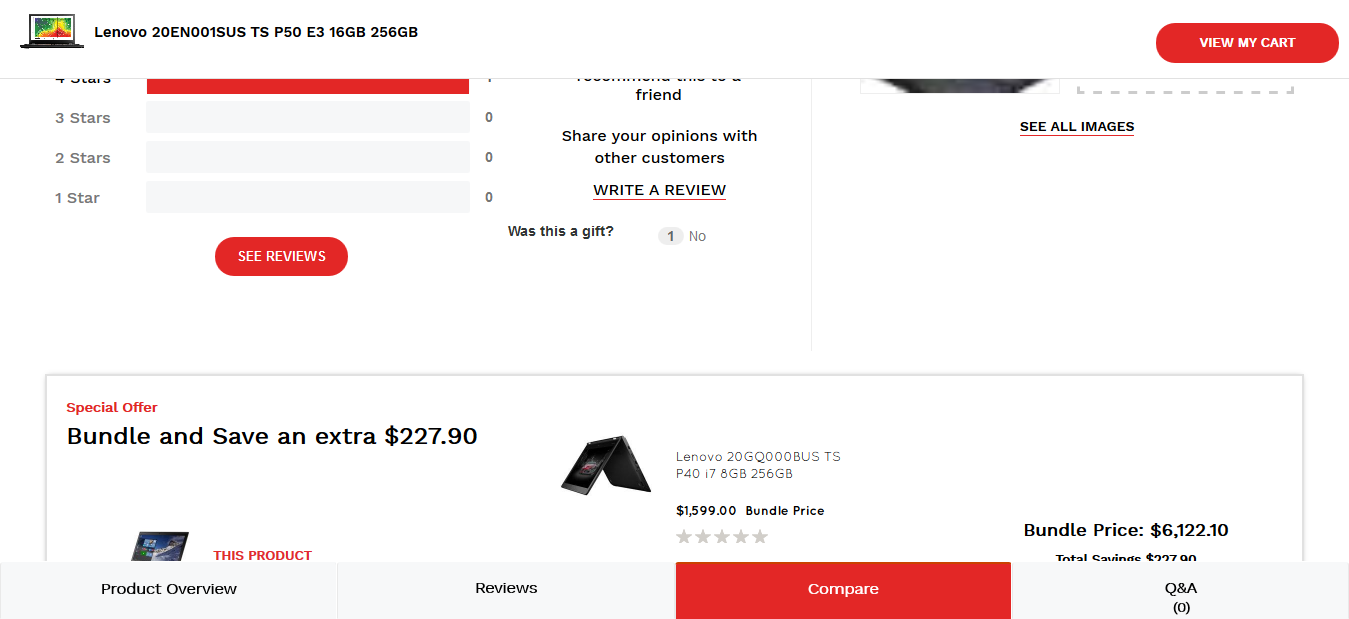 Lenovo 20EN001SUS TS P50 E3 16GB 256GB
VIEW MY CART
4 Stars
1
recommend this to a
friend
3 Stars
0
SEE ALL IMAGES
Share your opinions with
other customers
2 Stars
0
WRITE A REVIEW
1 Star
0
Was this a gift?
1 No
SEE REVIEWS
Special Offer
Bundle and Save an extra $227.90
Lenovo 20GQ000BUS TS
P40 i7 8GB 256GB
$1,599.00 Bundle Price
Bundle Price: $6,122.10
THIS PRODUCT
Total Savings $227.90
Product Overview
Reviews
Compare
Q&A
(0)